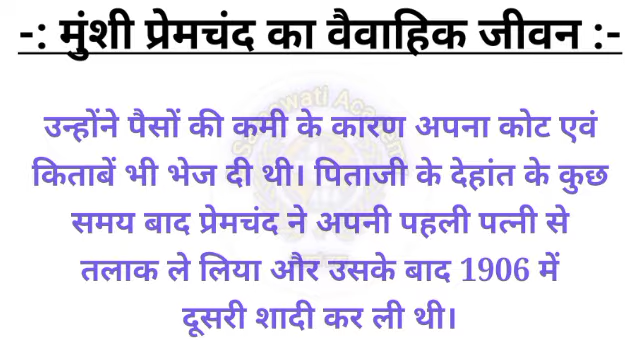 -: मुंशी प्रेमचंद का वैवाहिक जीवन :-
उन्होंने पैसों की कमी के कारण अपना कोट एवं
किताबें भी भेज दी थी। पिताजी के देहांत के कुछ
समय बाद प्रेमचंद ने अपनी पहली पत्नी से
तलाक ले लिया और उसके बाद 1906 में
दूसरी शादी कर ली थी।